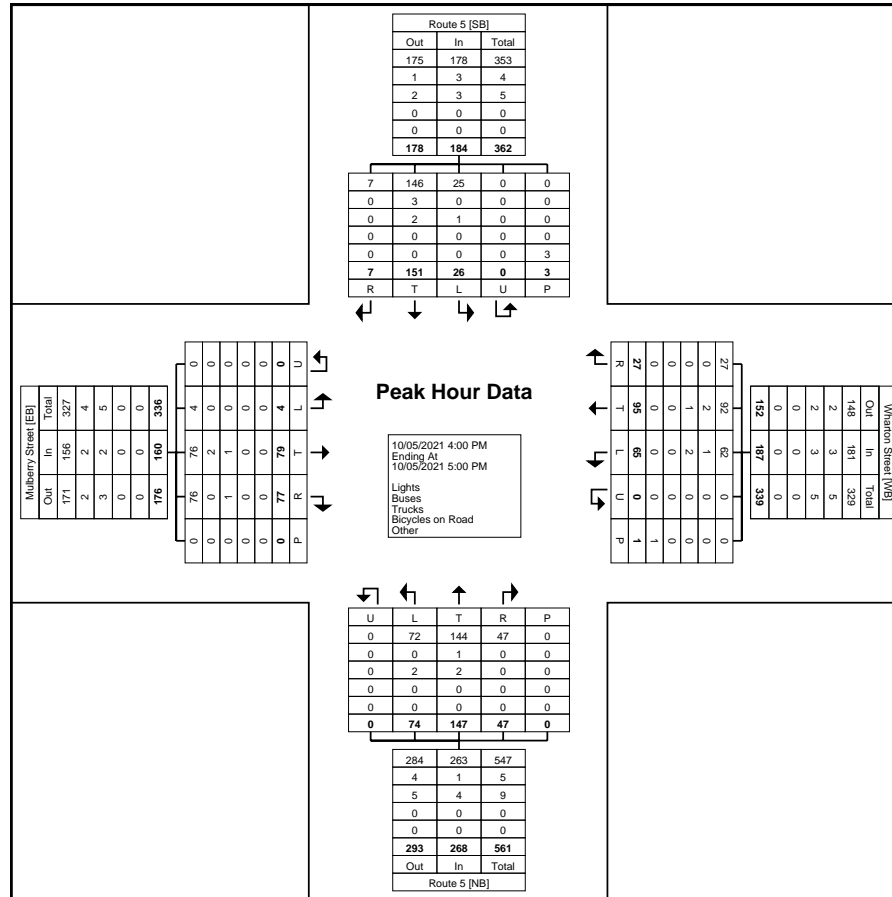 Route 5 [SB]
Out In Total
175 178 353
1 3 4
2 3 5
0 0 0
0 0 0
178 184 362
7 146 25 0 0
0 3 0 0 0
0 2 1 0 0
0 0 0 0 0
0 0 0 0 3
7 151 26 0 3
R T L U P
Mulberry Street [EB]
Out In Total
171 156 327
2 2 4
3 2 5
0 0 0
0 0 0
176 160 336
0 76 76 4 0
0 0 2 0 0
0 1 1 0 0
0 0 0 0 0
0 0 0 0 0
0 77 79 4 0
P R T L U
Peak Hour Data
10/05/2021 4:00 PM
Ending At
10/05/2021 5:00 PM
Lights
Buses
Trucks
Bicycles on Road
Other
Wharton Street [WB]
Out In Total
148 181 329
2 3 5
2 3 5
0 0 0
0 0 0
152 187 339
27 92 62 0 0
0 2 1 0 0
0 1 2 0 0
0 0 0 0 0
0 0 0 0 1
27 95 65 0 1
R T L U P
U L T R P
0 72 144 47 0
0 0 1 0 0
0 2 2 0 0
0 0 0 0 0
0 0 0 0 0
0 74 147 47 0
284 263 547
4 1 5
5 4 9
0 0 0
0 0 0
293 268 561
Out In Total
Route 5 [NB]